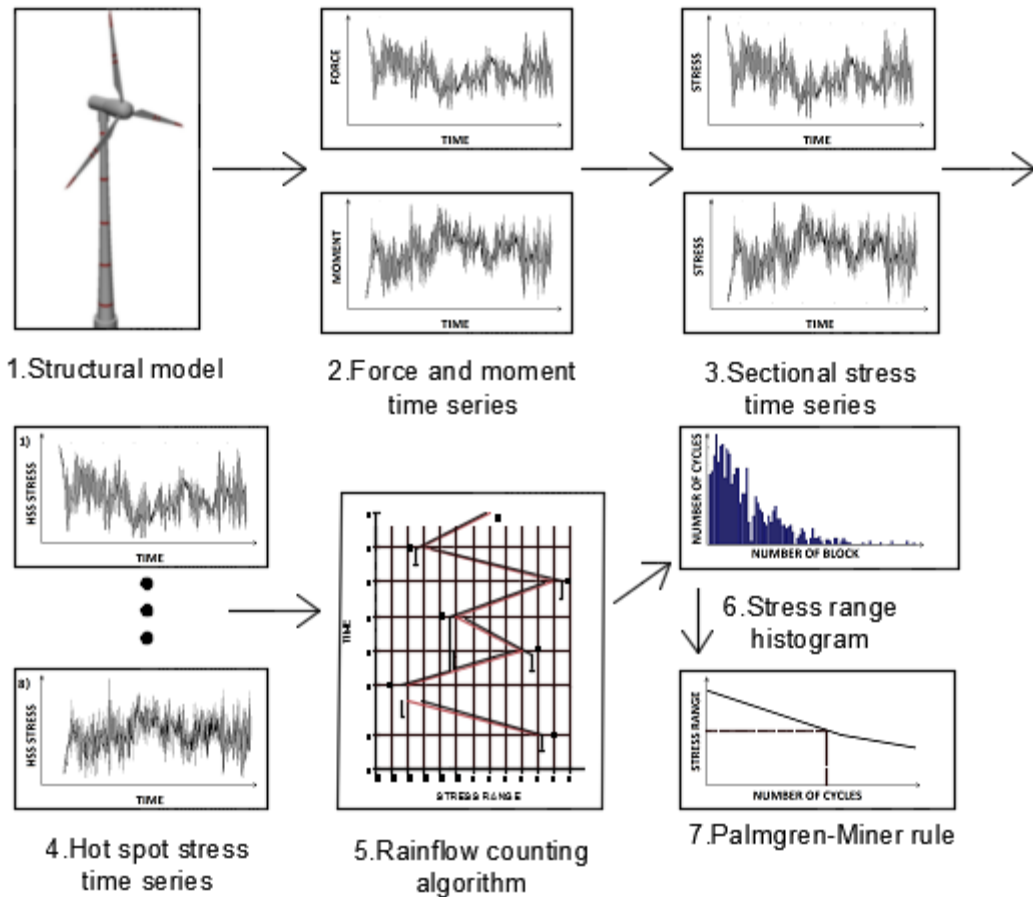 FORCE
TIME
STRESS
TIME
MOMENT
TIME
STRESS
TIME
1.Structural model
2.Force and moment
time series
3.Sectional stress
time series
1)
HSS STRESS
TIME
8)
HSS STRESS
TIME
4.Hot spot stress
time series
TIME
STRESS RANGE
5.Rainflow counting
algorithm
NUMBER OF CYCLES
NUMBER OF BLOCK
6.Stress range
histogram
STRESS RANGE
NUMBER OF CYCLES
7.Palmgren-Miner rule